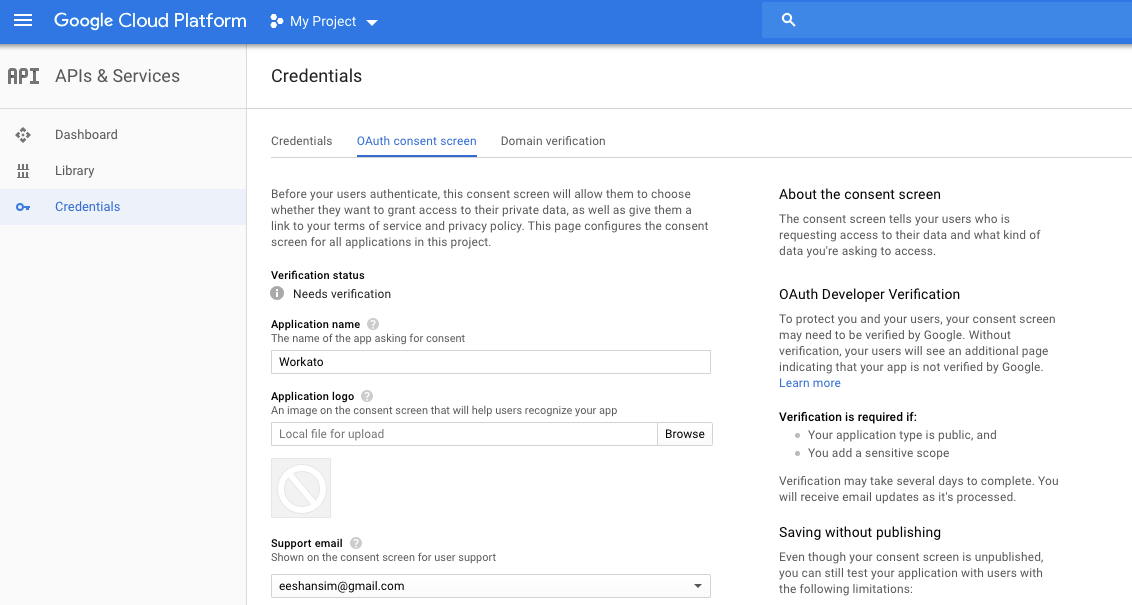 Google Cloud Platform
My Project
API APIs & Services
Credentials
Dashboard
Library
Credentials
Credentials
OAuth consent screen
Domain verification
Before your users authenticate, this consent screen will allow them to choose
whether they want to grant access to their private data, as well as give them a
link to your terms of service and privacy policy. This page configures the consent
screen for all applications in this project.
Verification status
Needs verification
Application name
The name of the app asking for consent
Workato
Application logo
An image on the consent screen that will help users recognize your app
Local file for upload
Browse
Support email
Shown on the consent screen for user support
eeshansim@gmail.com
About the consent screen
The consent screen tells your users who is
requesting access to their data and what kind of
data you're asking to access.
OAuth Developer Verification
To protect you and your users, your consent screen
may need to be verified by Google. Without
verification, your users will see an additional page
indicating that your app is not verified by Google.
Learn more
Verification is required if:
Your application type is public, and
You add a sensitive scope
Verification may take several days to complete. You
will receive email updates as it's processed.
Saving without publishing
Even though your consent screen is unpublished,
you can still test your application with users with
the following limitations: